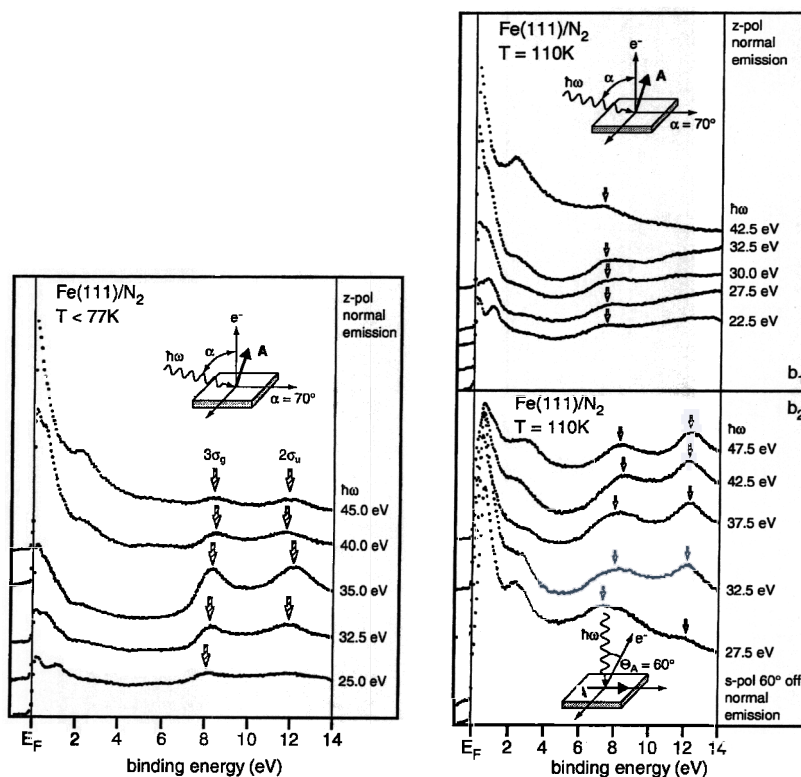 Fe(111)/N₂
T < 77K
z-pol
normal
emission
e⁻
ħω
α
A
α = 70°
3σg
2σu
ħω
45.0 eV
40.0 eV
35.0 eV
32.5 eV
25.0 eV
E_F 2 4 6 8 10 12 14
binding energy (eV)
Fe(111)/N₂
T = 110K
z-pol
normal
emission
e⁻
ħω
α
A
α = 70°
ħω
42.5 eV
32.5 eV
30.0 eV
27.5 eV
22.5 eV
b₁
Fe(111)/N₂
T = 110K
b₂
ħω
47.5 eV
42.5 eV
37.5 eV
32.5 eV
27.5 eV
ħω
e⁻
Θ_A = 60°
s-pol 60° off
normal
emission
E_F 2 4 6 8 10 12 14
binding energy (eV)